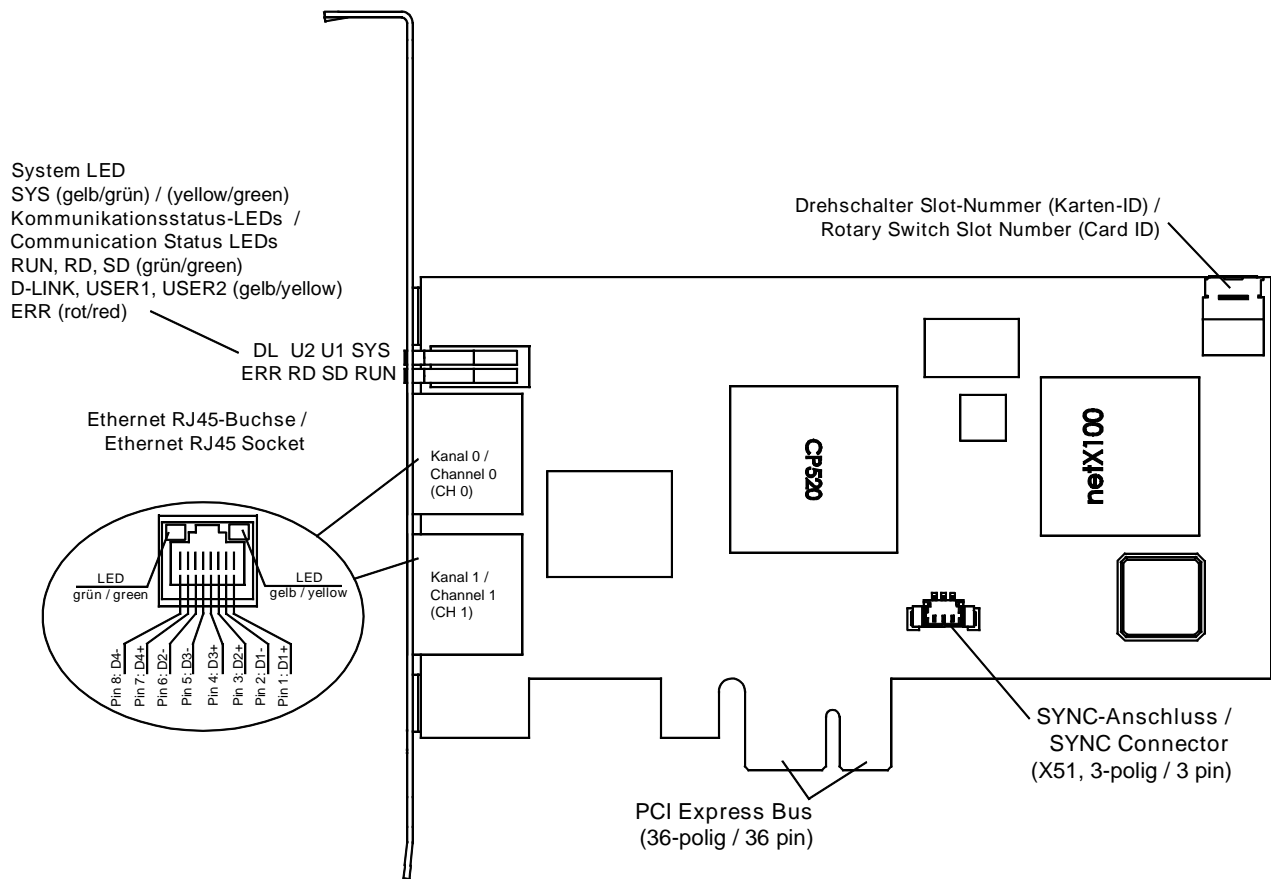 System LED
SYS (gelb/grün) / (yellow/green)
Kommunikationsstatus-LEDs /
Communication Status LEDs
RUN, RD, SD (grün/green)
D-LINK, USER1, USER2 (gelb/yellow)
ERR (rot/red)
DL U2 U1 SYS
ERR RD SD RUN
Drehschalter Slot-Nummer (Karten-ID) /
Rotary Switch Slot Number (Card ID)
Ethernet RJ45-Buchse /
Ethernet RJ45 Socket
Kanal 0 /
Channel 0
(CH 0)
Kanal 1 /
Channel 1
(CH 1)
CP520
netX100
LED
grün / green
LED
gelb / yellow
Pin 8: D4-
Pin 7: D4+
Pin 6: D2-
Pin 5: D3-
Pin 4: D3+
Pin 3: D2+
Pin 2: D1-
Pin 1: D1+
SYNC-Anschluss /
SYNC Connector
(X51, 3-polig / 3 pin)
PCI Express Bus
(36-polig / 36 pin)